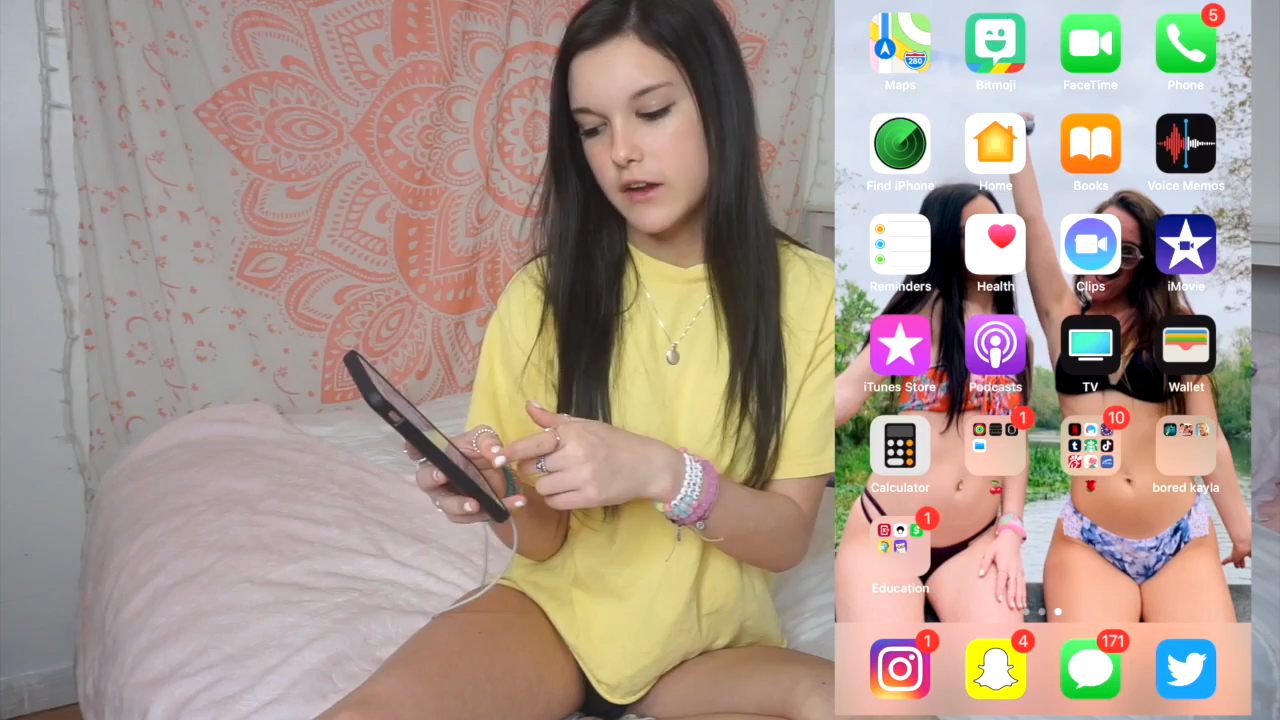 5
Maps Bitmoji FaceTime Phone
280
Find iPhone Home Books Voice Memos
Reminders Health Clips iMovie
iTunes Store Podcasts TV Wallet
1 10
Calculator bored kayla
1
Education
1 4 171